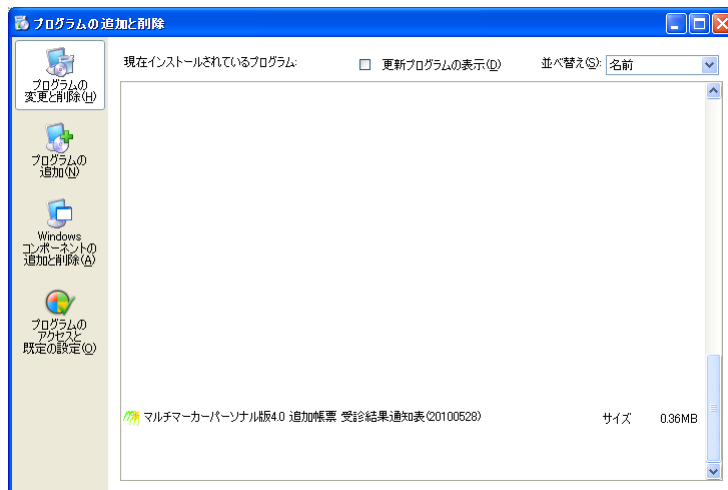 プログラムの追加と削除
プログラムの
変更と削除(H)
現在インストールされているプログラム:
更新プログラムの表示(D)
並べ替え(S):
名前
プログラムの
追加(N)
Windows
コンポーネントの
追加と削除(A)
プログラムの
アクセスと
既定の設定(O)
マルチマーカーパーソナル版4.0 追加帳票 受診結果通知表(20100528)
サイズ
0.36MB